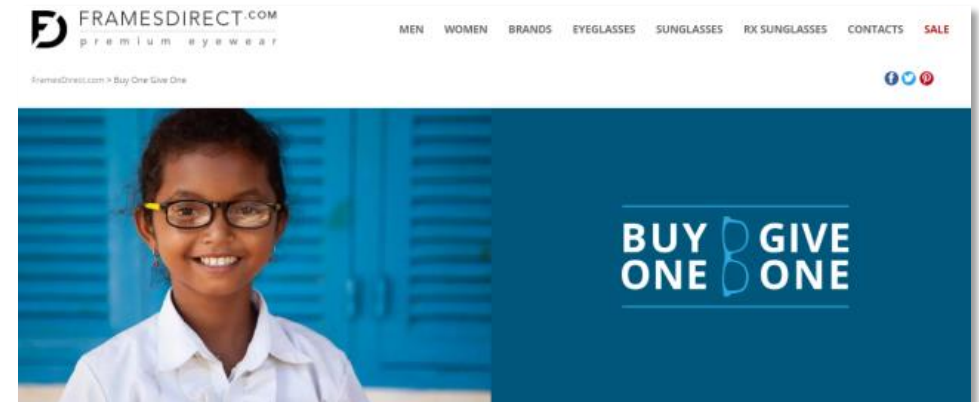 FRAMESDIRECT.COM
premium eyewear
MEN WOMEN BRANDS EYEGLASSES SUNGLASSES RX SUNGLASSES CONTACTS SALE
FramesDirect.com > Buy One Give One
BUY GIVE
ONE ONE